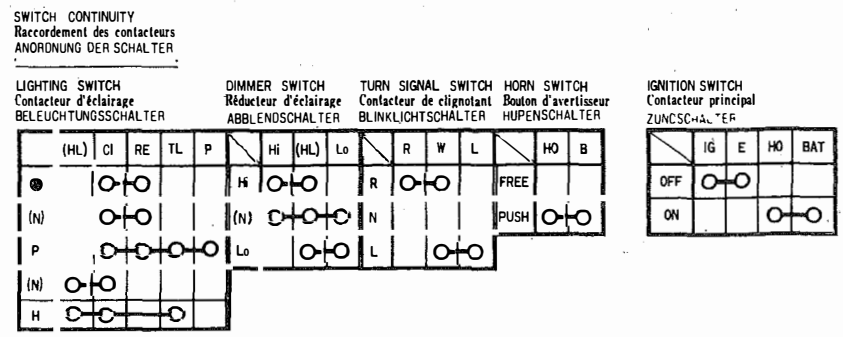 SWITCH CONTINUITY
Raccordement des contacteurs
ANORDNUNG DER SCHALTER
LIGHTING SWITCH
Contacteur d'éclairage
BELEUCHTUNGSSCHALTER
(HL) CI RE TL P
(N)
P
(N)
H
DIMMER SWITCH
Réducteur d'éclairage
ABBLENDSCHALTER
Hi (HL) Lo
Hi
(N)
Lo
TURN SIGNAL SWITCH
Contacteur de clignotant
BLINKLICHTSCHALTER
R W L
R
N
L
HORN SWITCH
Bouton d'avertisseur
HUPENSCHALTER
HO B
FREE
PUSH
IGNITION SWITCH
Contacteur principal
IG E HO BAT
OFF
ON